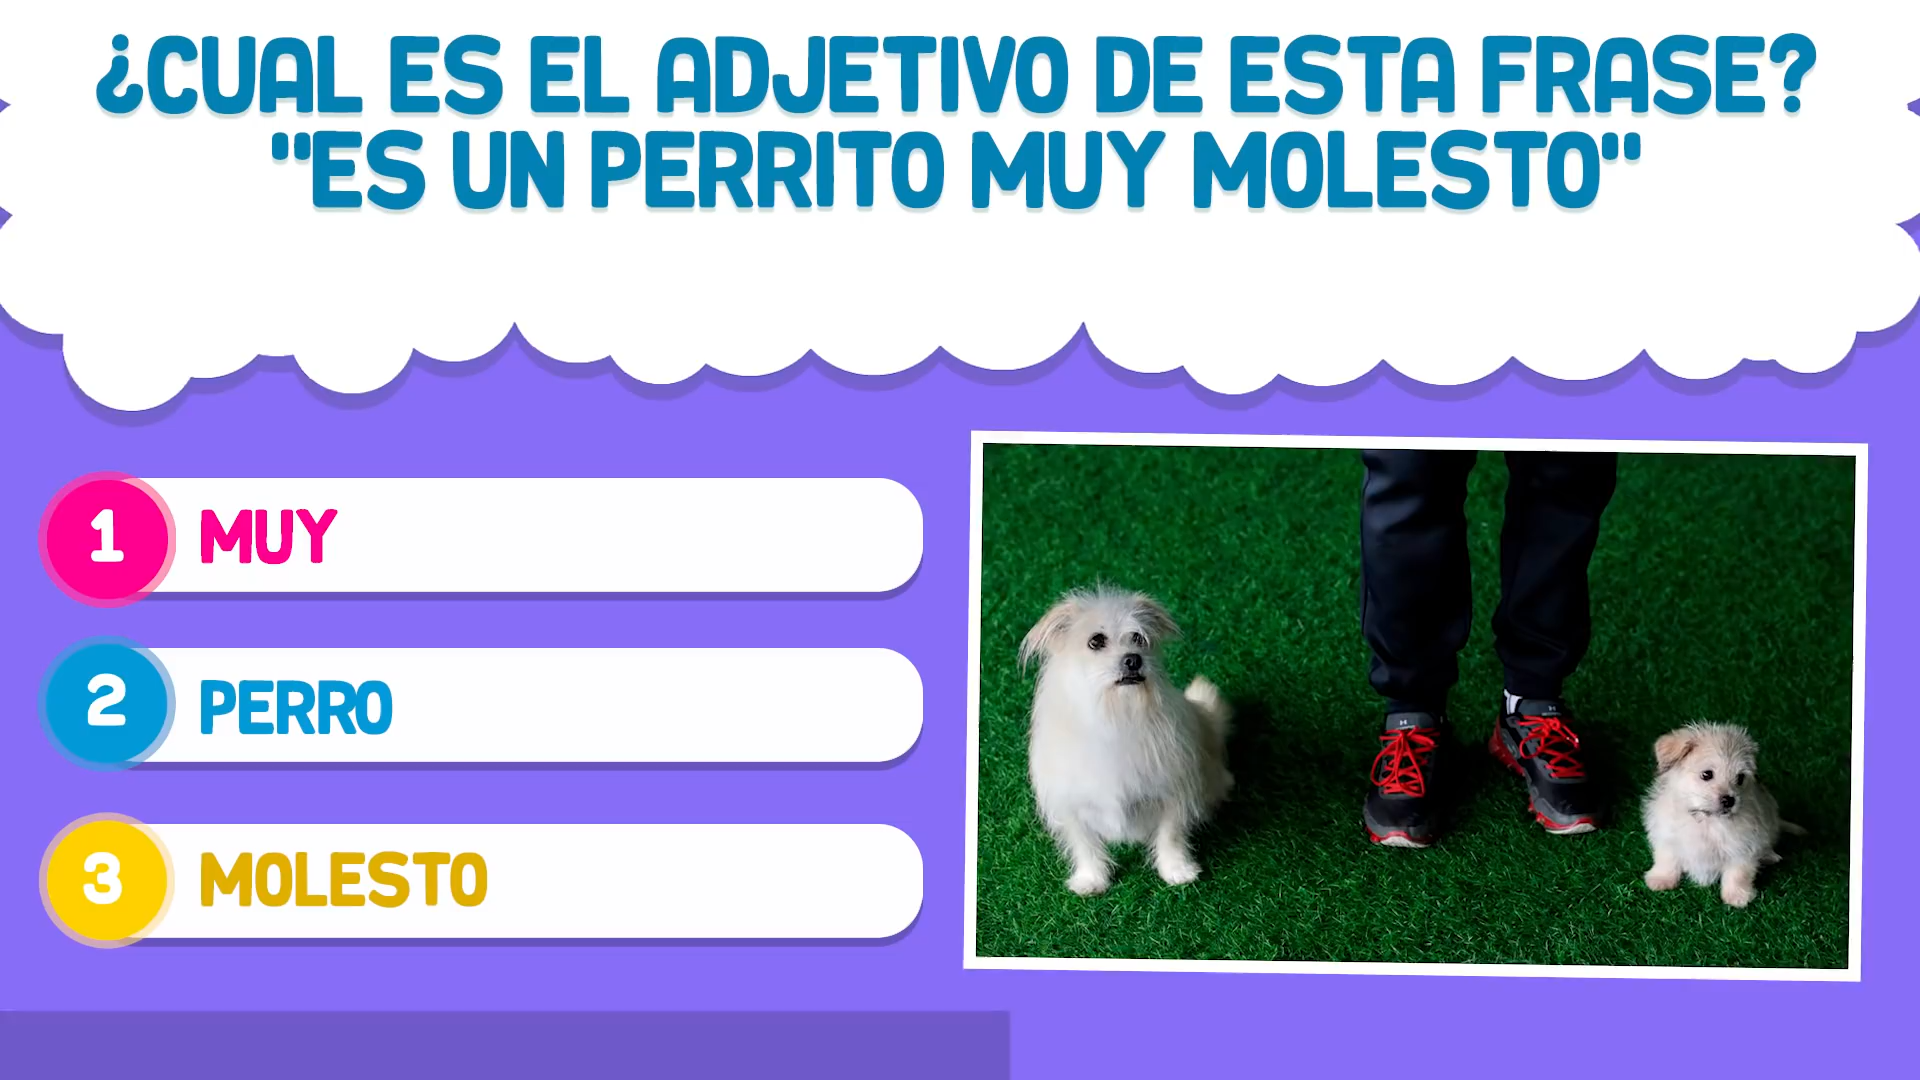 ¿CUAL ES EL ADJETIVO DE ESTA FRASE?
"ES UN PERRITO MUY MOLESTO"
1 MUY
2 PERRO
3 MOLESTO